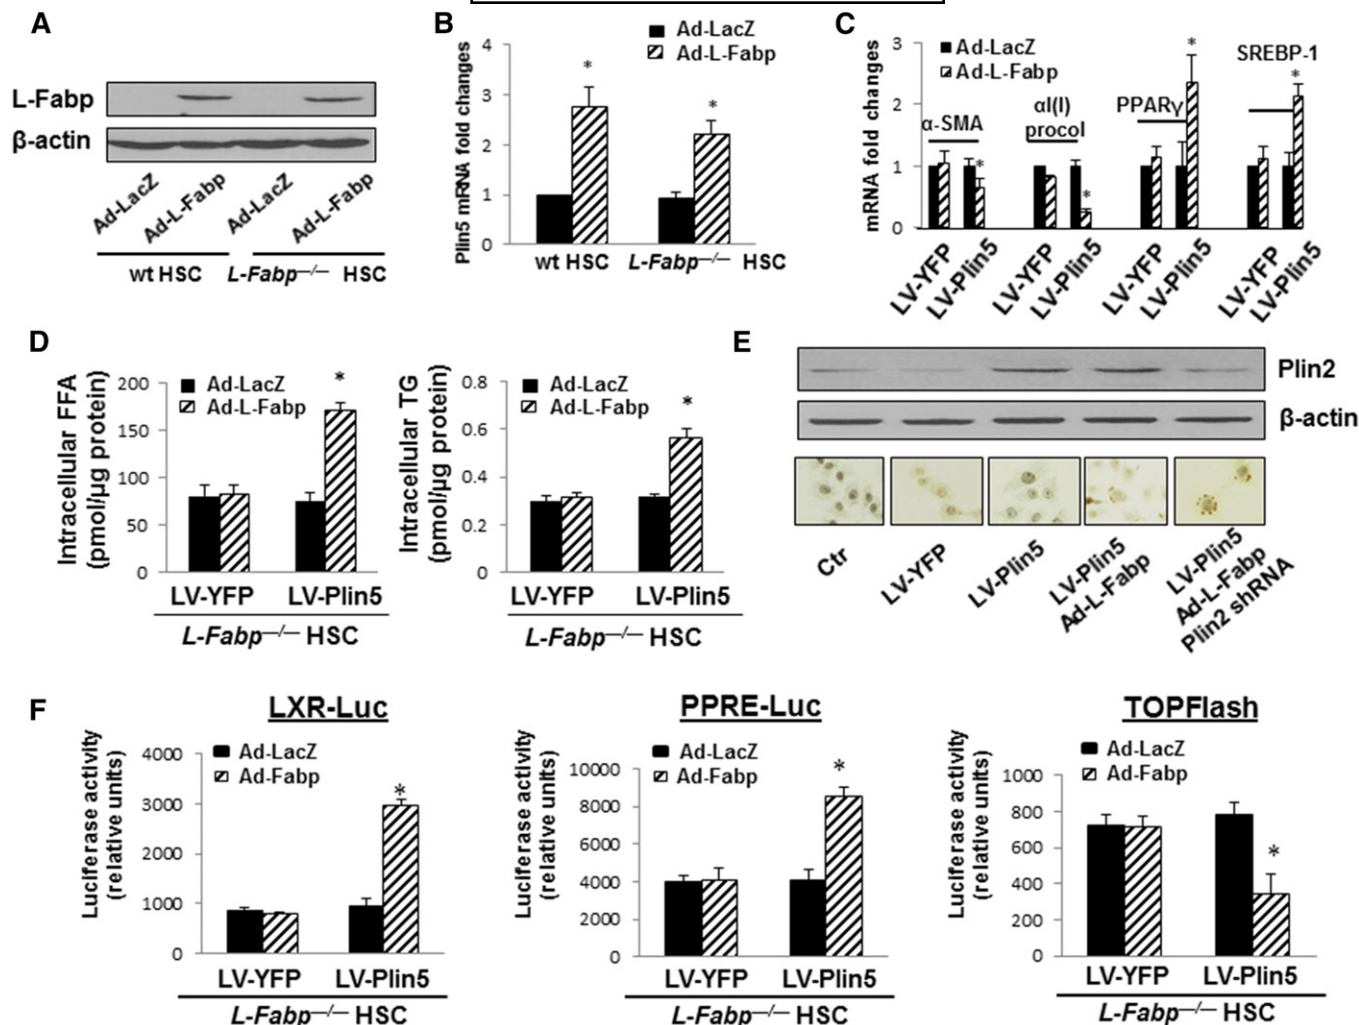 A
L-Fabp
β-actin
Ad-LacZ
Ad-L-Fabp
Ad-LacZ
Ad-L-Fabp
wt HSC
L-Fabp—/— HSC
B
Plin5 mRNA fold changes
4
3
2
1
0
Ad-LacZ
Ad-L-Fabp
*
*
wt HSC
L-Fabp—/— HSC
C
mRNA fold changes
3
2
1
0
Ad-LacZ
Ad-L-Fabp
α-SMA
αI(I)
procol
PPARγ
SREBP-1
*
*
*
*
LV-YFP
LV-Plin5
LV-YFP
LV-Plin5
LV-YFP
LV-Plin5
LV-YFP
LV-Plin5
D
Intracellular FFA
(pmol/µg protein)
200
150
100
50
0
Ad-LacZ
Ad-L-Fabp
*
LV-YFP
LV-Plin5
L-Fabp—/— HSC
Intracellular TG
(pmol/µg protein)
0.8
0.6
0.4
0.2
0
Ad-LacZ
Ad-L-Fabp
*
LV-YFP
LV-Plin5
L-Fabp—/— HSC
E
Plin2
β-actin
Ctr
LV-YFP
LV-Plin5
LV-Plin5
Ad-L-Fabp
LV-Plin5
Ad-L-Fabp
Plin2 shRNA
F
LXR-Luc
Luciferase activity
(relative units)
4000
3000
2000
1000
0
Ad-LacZ
Ad-Fabp
*
LV-YFP
LV-Plin5
L-Fabp—/— HSC
PPRE-Luc
Luciferase activity
(relative units)
10000
8000
6000
4000
2000
0
Ad-LacZ
Ad-Fabp
*
LV-YFP
LV-Plin5
L-Fabp—/— HSC
TOPFlash
Luciferase activity
(relative units)
1000
800
600
400
200
0
Ad-LacZ
Ad-Fabp
*
LV-YFP
LV-Plin5
L-Fabp—/— HSC